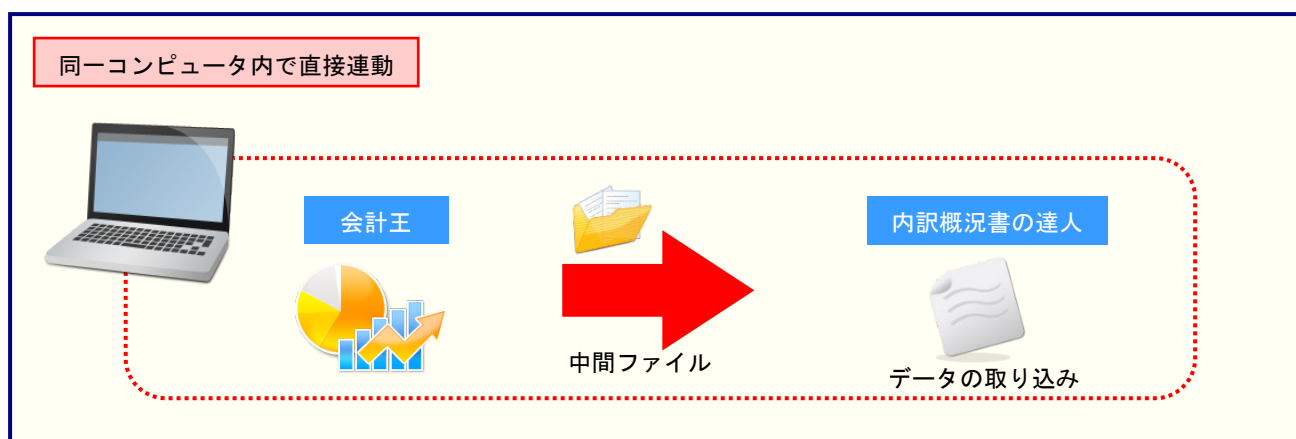 同一コンピュータ内で直接連動
会計王
内訳概況書の達人
中間ファイル
データの取り込み